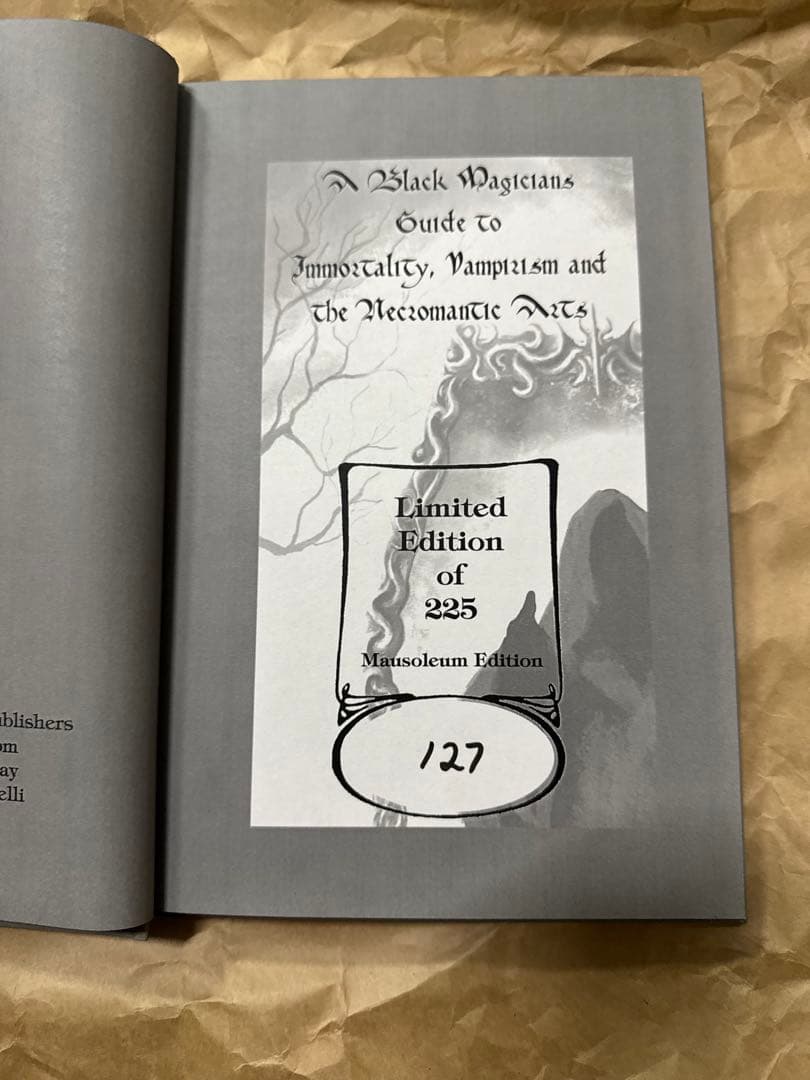 blishers
om
ay
elli
A Black Magicians
Guide to
Immortality, Vampirism and
the Necromantic Arts
Limited
Edition
of
225
Mausoleum Edition
127